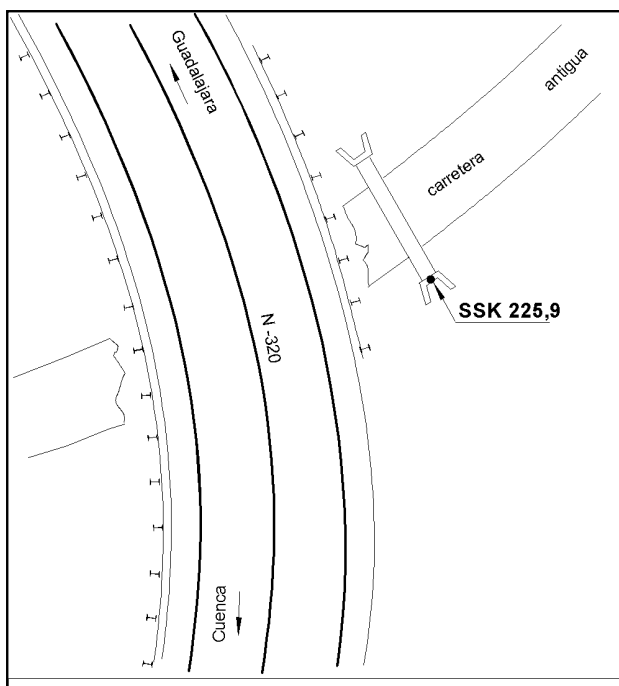 Guadalajara
antigua
carretera
SSK 225,9
N -320
Cuenca